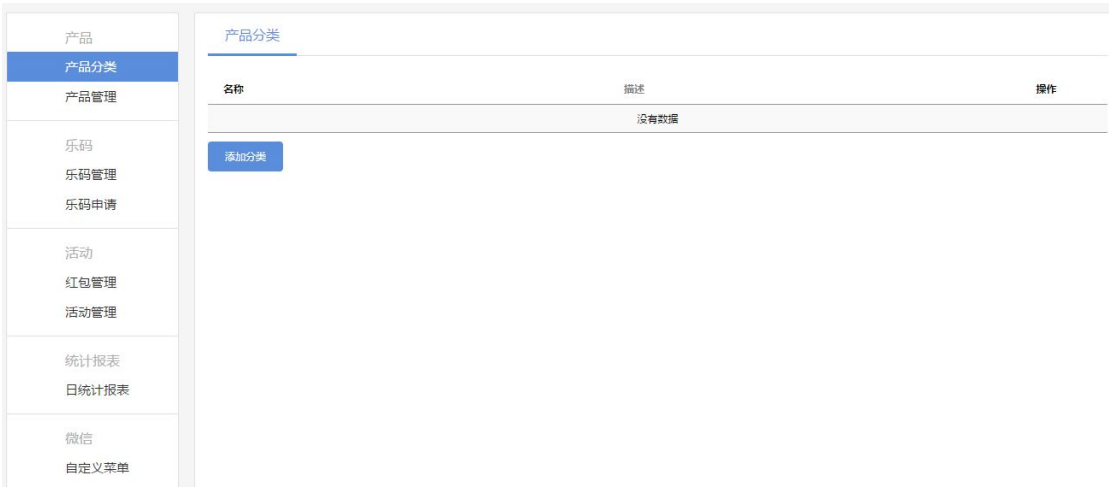 产品
产品分类
产品管理
乐码
乐码管理
乐码申请
活动
红包管理
活动管理
统计报表
日统计报表
微信
自定义菜单
产品分类
名称 描述 操作
没有数据
添加分类